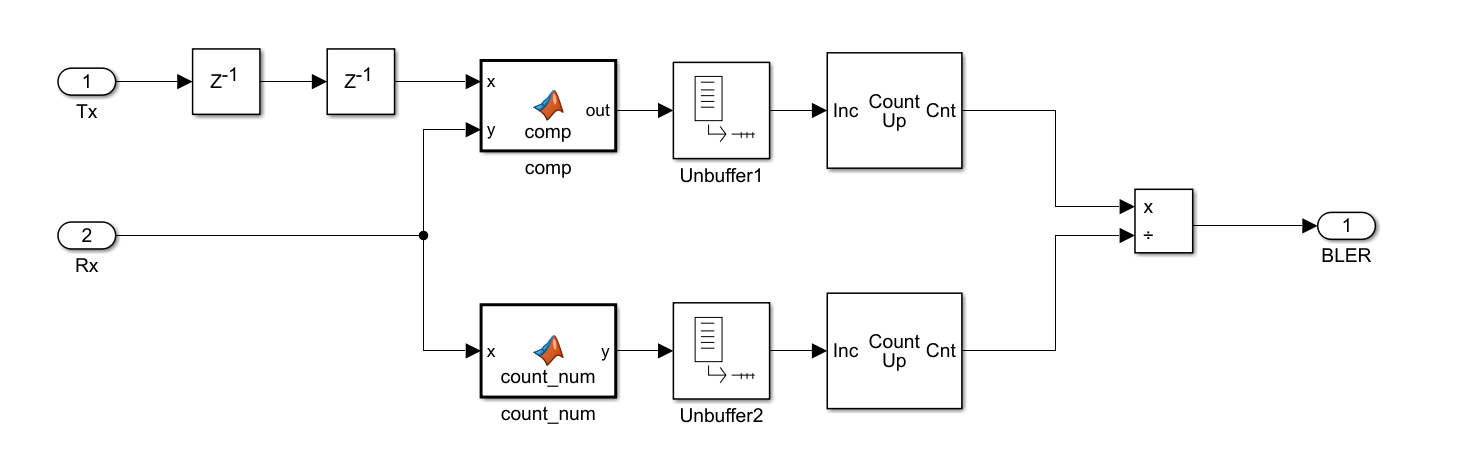 1
Tx
Z-1
Z-1
x
y
out
comp
comp
Unbuffer1
Inc
Count
Up
Cnt
2
Rx
x
y
count_num
count_num
Unbuffer2
Inc
Count
Up
Cnt
x
÷
1
BLER